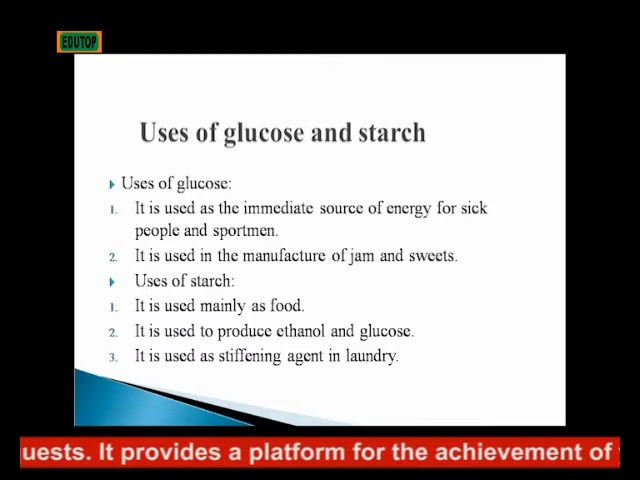 EDUTOP
Uses of glucose and starch
Uses of glucose:
1. It is used as the immediate source of energy for sick
people and sportmen.
2. It is used in the manufacture of jam and sweets.
Uses of starch:
1. It is used mainly as food.
2. It is used to produce ethanol and glucose.
3. It is used as stiffening agent in laundry.
uests. It provides a platform for the achievement of